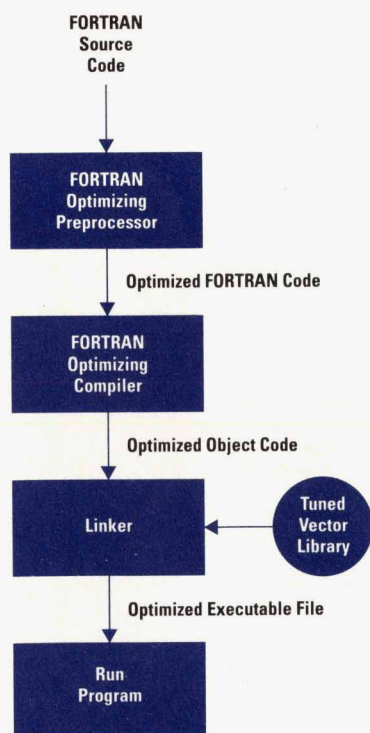 FORTRAN
Source
Code
FORTRAN
Optimizing
Preprocessor
Optimized FORTRAN Code
FORTRAN
Optimizing
Compiler
Optimized Object Code
Linker
Tuned
Vector
Library
Optimized Executable File
Run
Program